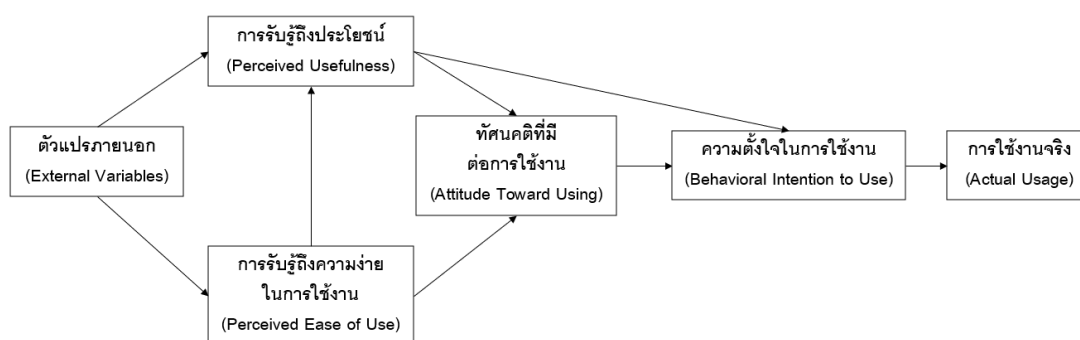 การรับรู้ถึงประโยชน์
(Perceived Usefulness)
ตัวแปรภายนอก
(External Variables)
ทัศนคติที่มี
ต่อการใช้งาน
(Attitude Toward Using)
ความตั้งใจในการใช้งาน
(Behavioral Intention to Use)
การใช้งานจริง
(Actual Usage)
การรับรู้ถึงความง่าย
ในการใช้งาน
(Perceived Ease of Use)